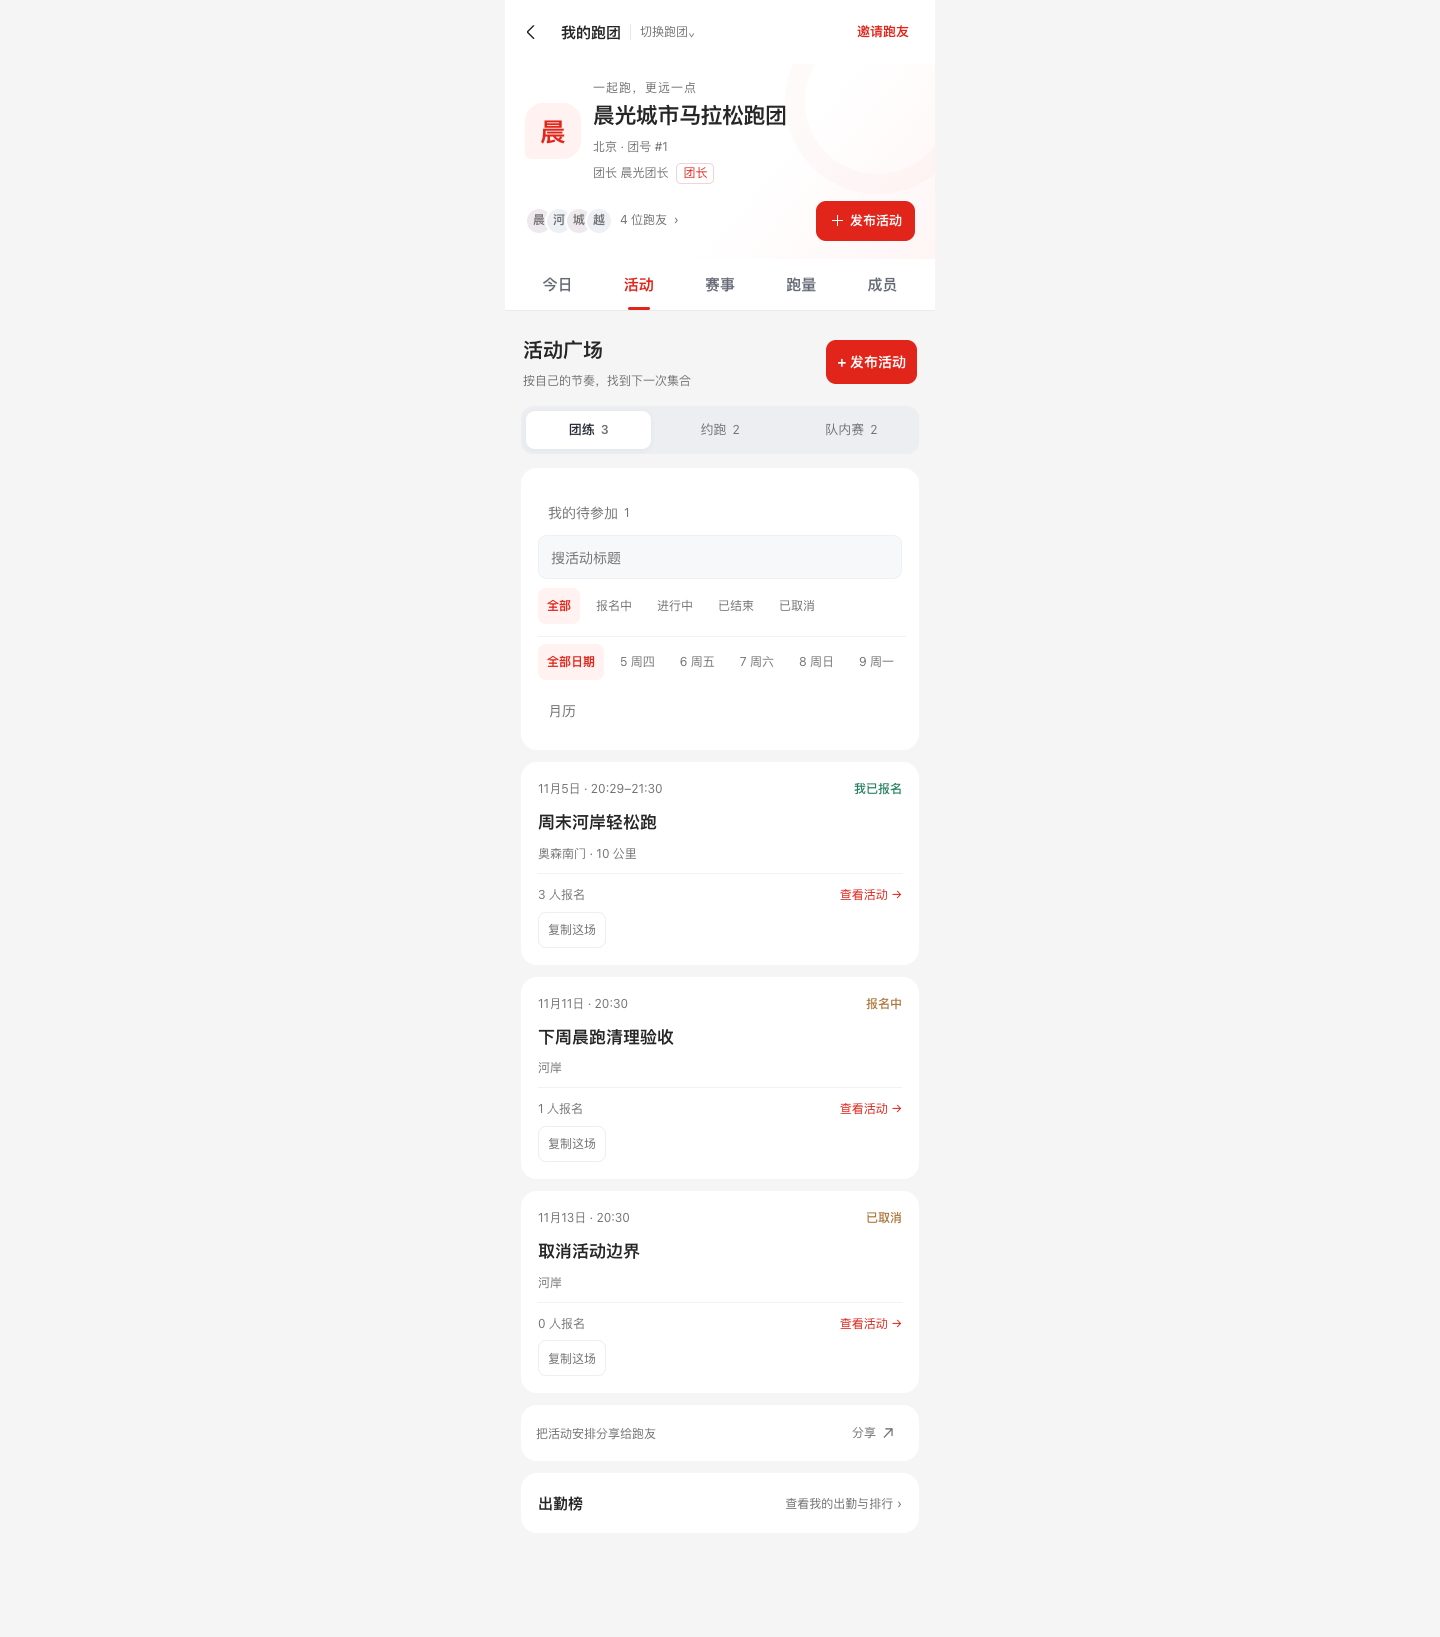 我的跑团 切换跑团 邀请跑友
一起跑，更远一点
晨 晨光城市马拉松跑团
北京 · 团号 #1
团长 晨光团长 团长
晨 河 城 越 4 位跑友 › ＋ 发布活动
今日 活动 赛事 跑量 成员
活动广场
按自己的节奏，找到下一次集合
+ 发布活动
团练 3 约跑 2 队内赛 2
我的待参加 1
搜活动标题
全部 报名中 进行中 已结束 已取消
全部日期 5 周四 6 周五 7 周六 8 周日 9 周一
月历
11月5日 · 20:29–21:30 我已报名
周末河岸轻松跑
奥森南门 · 10 公里
3 人报名 查看活动 →
复制这场
11月11日 · 20:30 报名中
下周晨跑清理验收
河岸
1 人报名 查看活动 →
复制这场
11月13日 · 20:30 已取消
取消活动边界
河岸
0 人报名 查看活动 →
复制这场
把活动安排分享给跑友 分享
出勤榜 查看我的出勤与排行 ›